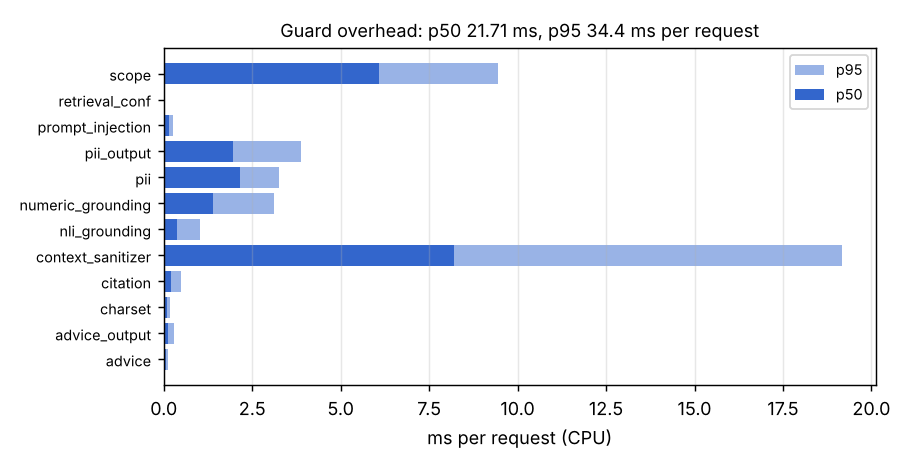 Guard overhead: p50 21.71 ms, p95 34.4 ms per request
p95
p50
scope
retrieval_conf
prompt_injection
pii_output
pii
numeric_grounding
nli_grounding
context_sanitizer
citation
charset
advice_output
advice
0.0 2.5 5.0 7.5 10.0 12.5 15.0 17.5 20.0
ms per request (CPU)